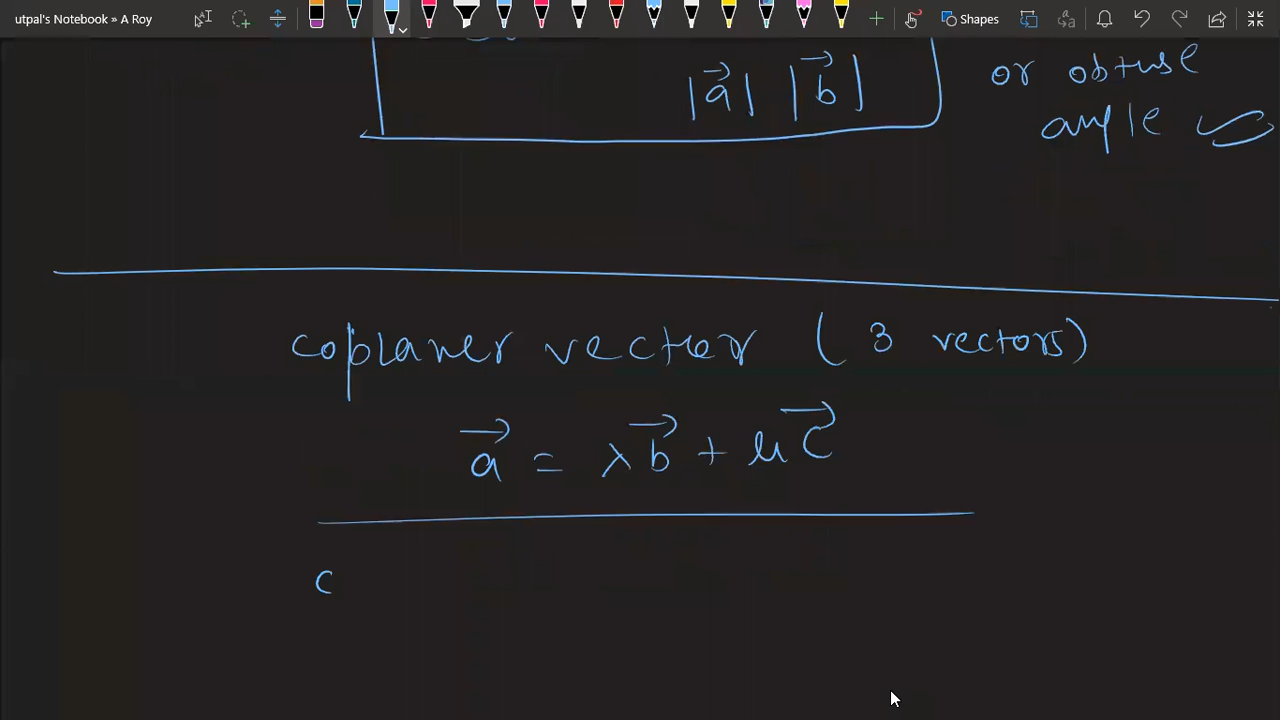 utpal's Notebook » A Roy
Shapes
|a⃗| |b⃗|
or obtuse
angle
coplaner vector ( 3 vectors)
a⃗ = λb⃗ + μc⃗
c